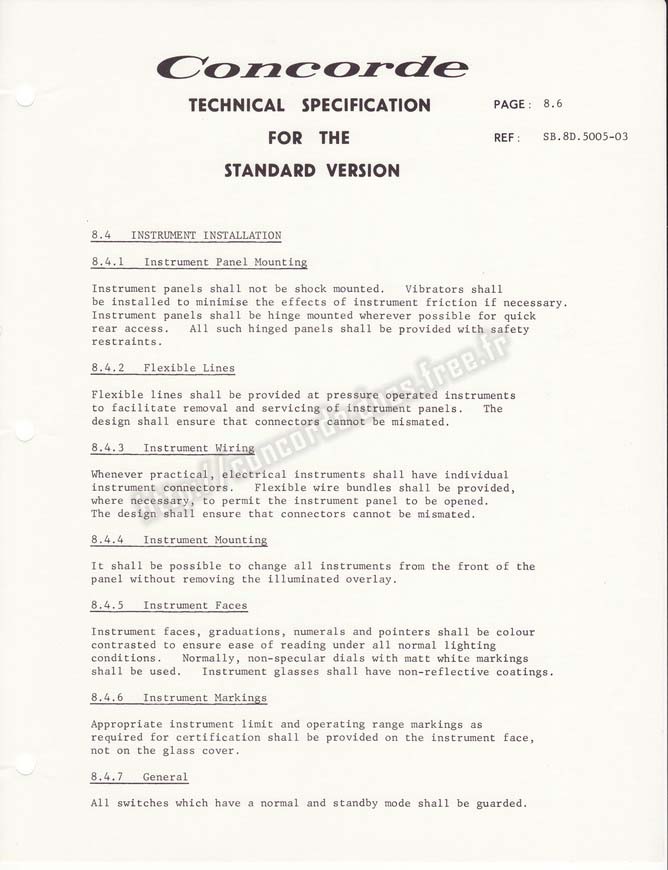 Concorde
TECHNICAL SPECIFICATION
FOR THE
STANDARD VERSION
PAGE: 8.6
REF: SB.8D.5005-03
8.4 INSTRUMENT INSTALLATION
8.4.1 Instrument Panel Mounting
Instrument panels shall not be shock mounted. Vibrators shall
be installed to minimise the effects of instrument friction if necessary.
Instrument panels shall be hinge mounted wherever possible for quick
rear access. All such hinged panels shall be provided with safety
restraints.
8.4.2 Flexible Lines
Flexible lines shall be provided at pressure operated instruments
to facilitate removal and servicing of instrument panels. The
design shall ensure that connectors cannot be mismated.
8.4.3 Instrument Wiring
Whenever practical, electrical instruments shall have individual
instrument connectors. Flexible wire bundles shall be provided,
where necessary, to permit the instrument panel to be opened.
The design shall ensure that connectors cannot be mismated.
8.4.4 Instrument Mounting
It shall be possible to change all instruments from the front of the
panel without removing the illuminated overlay.
8.4.5 Instrument Faces
Instrument faces, graduations, numerals and pointers shall be colour
contrasted to ensure ease of reading under all normal lighting
conditions. Normally, non-specular dials with matt white markings
shall be used. Instrument glasses shall have non-reflective coatings.
8.4.6 Instrument Markings
Appropriate instrument limit and operating range markings as
required for certification shall be provided on the instrument face,
not on the glass cover.
8.4.7 General
All switches which have a normal and standby mode shall be guarded.